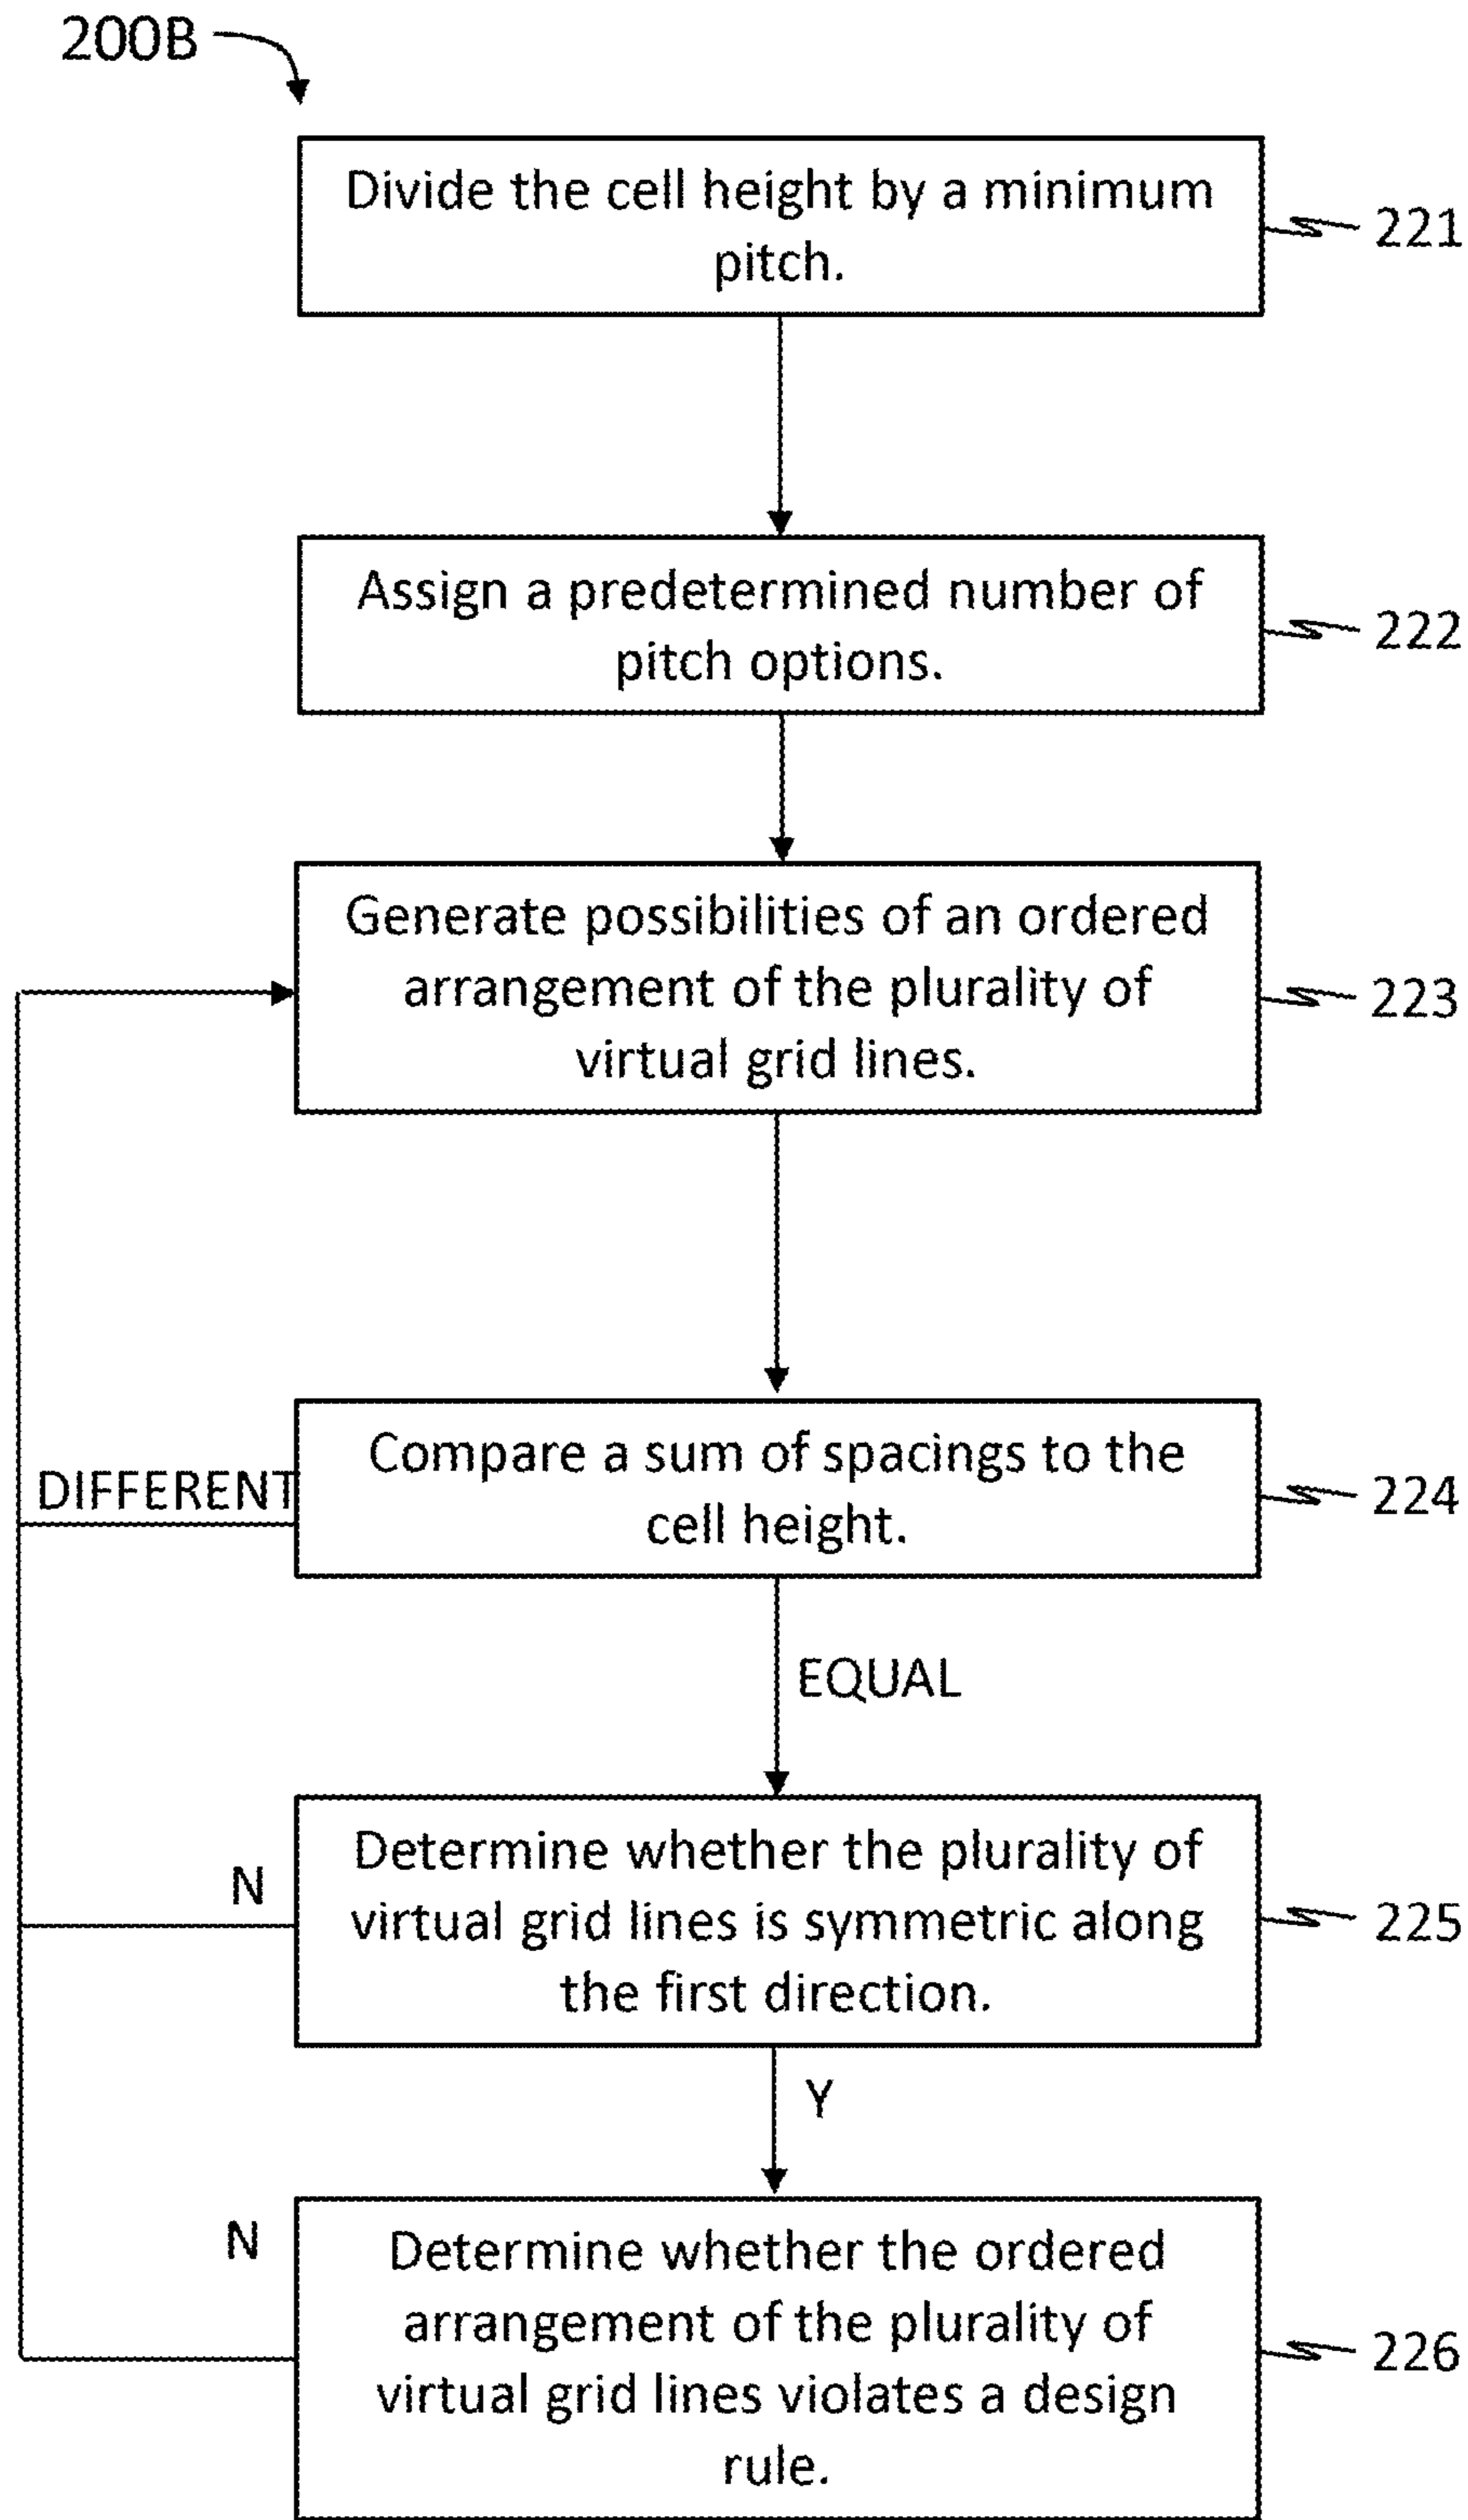 200B
Divide the cell height by a minimum
pitch.
221
Assign a predetermined number of
pitch options.
222
Generate possibilities of an ordered
arrangement of the plurality of
virtual grid lines.
223
Compare a sum of spacings to the
cell height.
224
DIFFERENT
EQUAL
Determine whether the plurality of
virtual grid lines is symmetric along
the first direction.
225
N
Y
Determine whether the ordered
arrangement of the plurality of
virtual grid lines violates a design
rule.
226
N